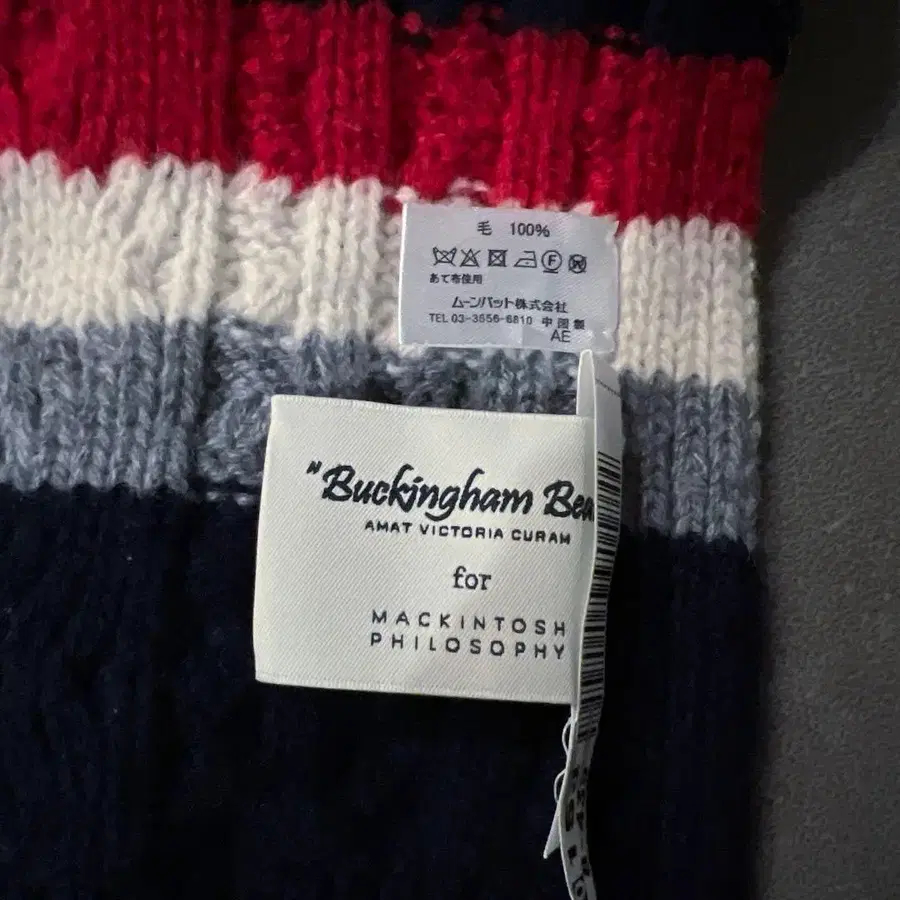 毛 100%
あて布使用
ムーンバット株式会社
TEL 03-3556-6810 中国製
AE
"Buckingham Bea
AMAT VICTORIA CURAM
for
MACKINTOSH
PHILOSOPHY